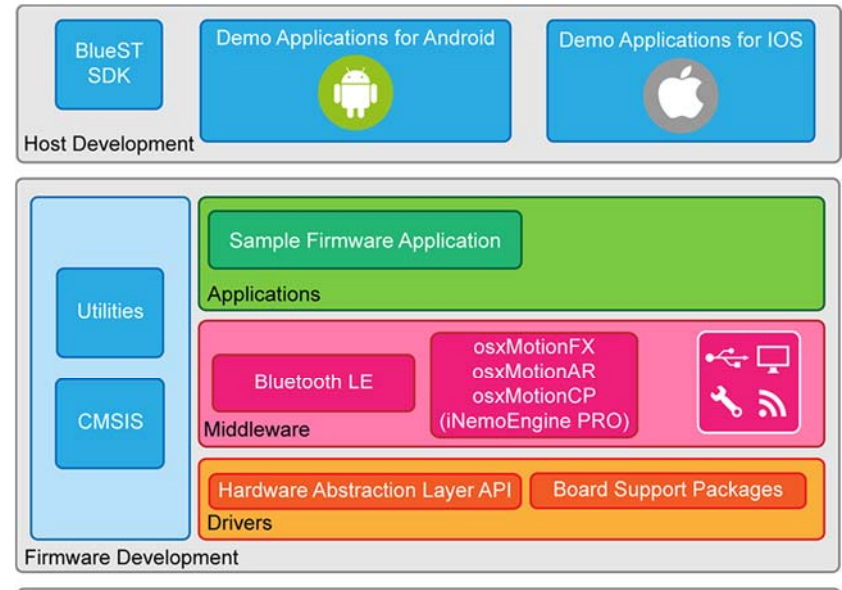 BlueST
SDK
Demo Applications for Android
Demo Applications for IOS
Host Development
Utilities
CMSIS
Sample Firmware Application
Applications
Bluetooth LE
osxMotionFX
osxMotionAR
osxMotionCP
(iNemoEngine PRO)
Middleware
Hardware Abstraction Layer API
Board Support Packages
Drivers
Firmware Development